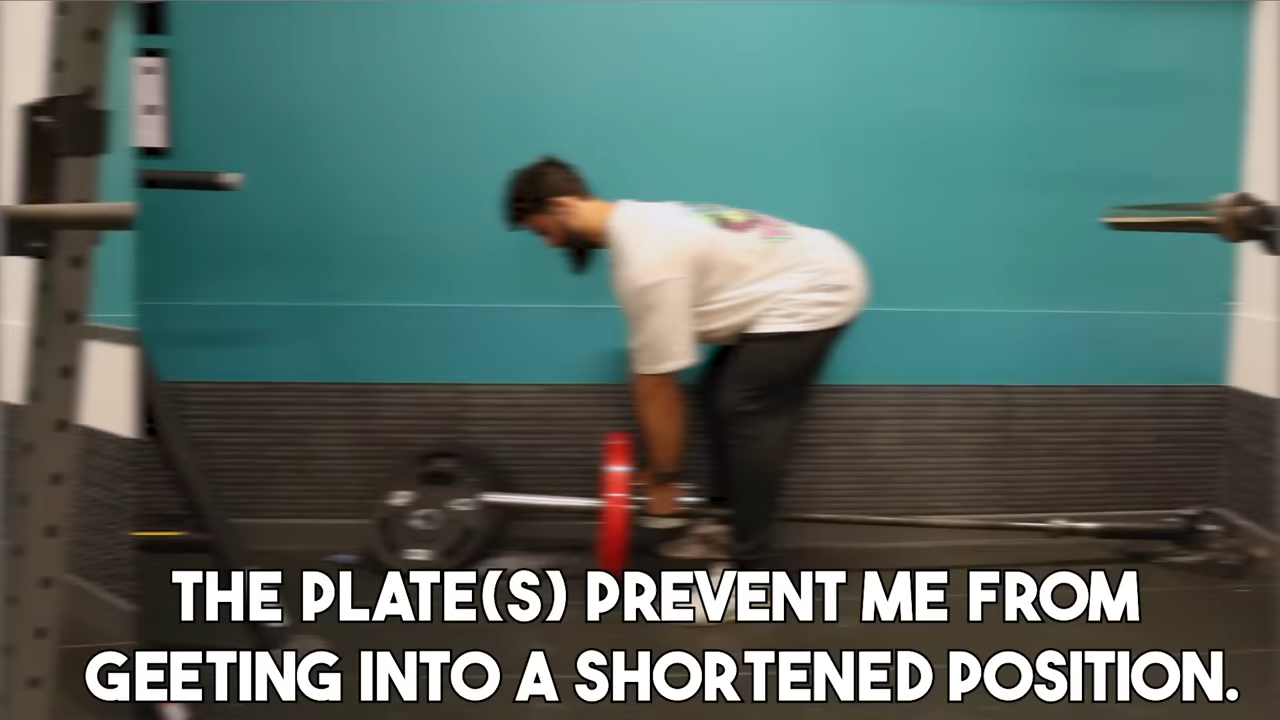 THE PLATE(S) PREVENT ME FROM
GEETING INTO A SHORTENED POSITION.